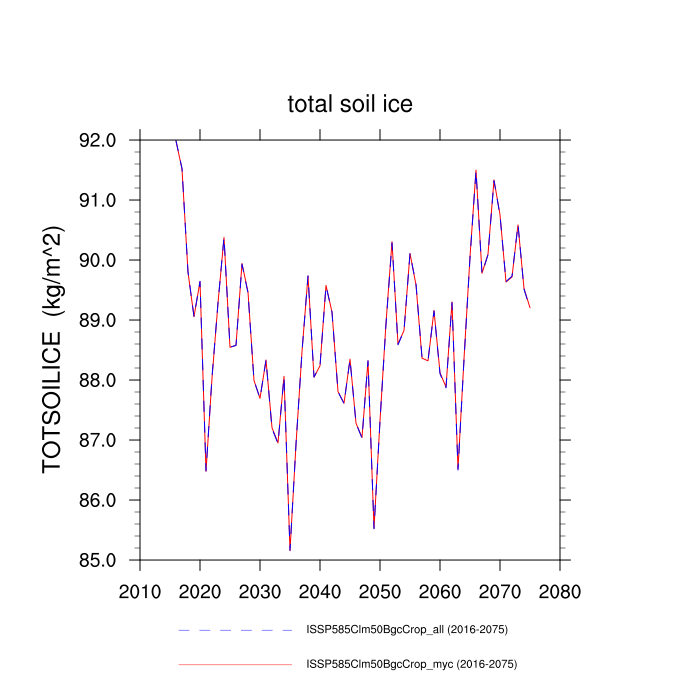 total soil ice
TOTSOILICE (kg/m^2)
92.0
91.0
90.0
89.0
88.0
87.0
86.0
85.0
2010 2020 2030 2040 2050 2060 2070 2080
ISSP585Clm50BgcCrop_all (2016-2075)
ISSP585Clm50BgcCrop_myc (2016-2075)